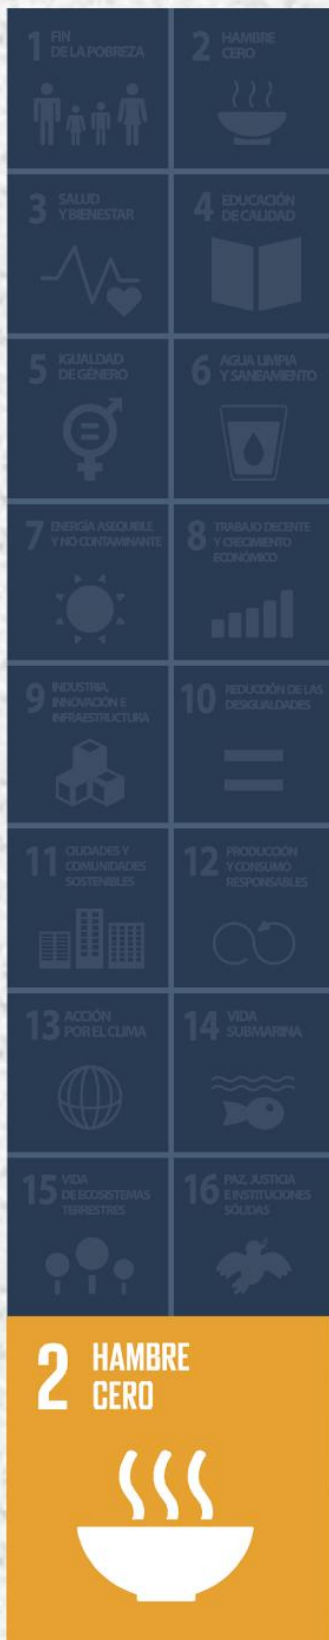 1 FIN
DE LA POBREZA
2 HAMBRE
CERO
3 SALUD
Y BIENESTAR
4 EDUCACIÓN
DE CALIDAD
5 IGUALDAD
DE GÉNERO
6 AGUA LIMPIA
Y SANEAMIENTO
7 ENERGÍA ASEQUIBLE
Y NO CONTAMINANTE
8 TRABAJO DECENTE
Y CRECIMIENTO
ECONÓMICO
9 INDUSTRIA,
INNOVACIÓN E
INFRAESTRUCTURA
10 REDUCCIÓN DE LAS
DESIGUALDADES
11 CIUDADES Y
COMUNIDADES
SOSTENIBLES
12 PRODUCCIÓN
Y CONSUMO
RESPONSABLES
13 ACCIÓN
POR EL CLIMA
14 VIDA
SUBMARINA
15 VIDA
DE ECOSISTEMAS
TERRESTRES
16 PAZ, JUSTICIA
E INSTITUCIONES
SÓLIDAS
2 HAMBRE
CERO